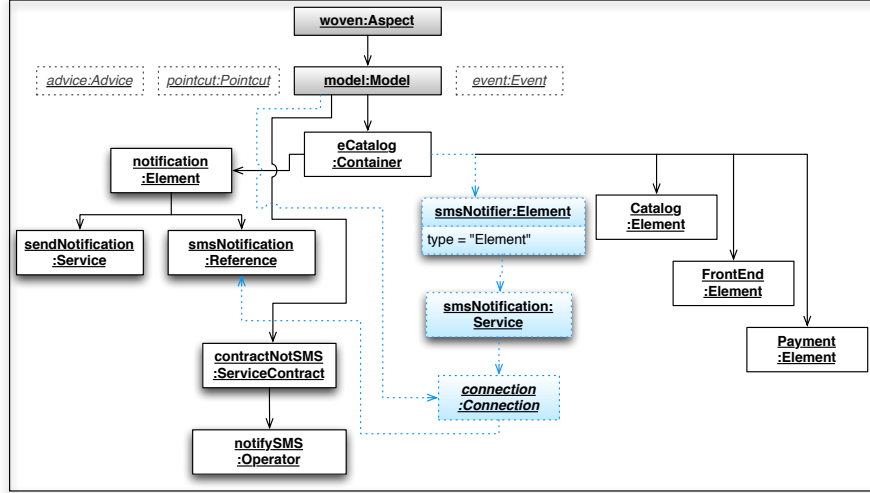 woven:Aspect
advice:Advice
pointcut:Pointcut
model:Model
event:Event
eCatalog
:Container
notification
:Element
smsNotifier:Element
type = "Element"
Catalog
:Element
sendNotification
:Service
smsNotification
:Reference
FrontEnd
:Element
smsNotification:
Service
contractNotSMS
:ServiceContract
Payment
:Element
connection
:Connection
notifySMS
:Operator